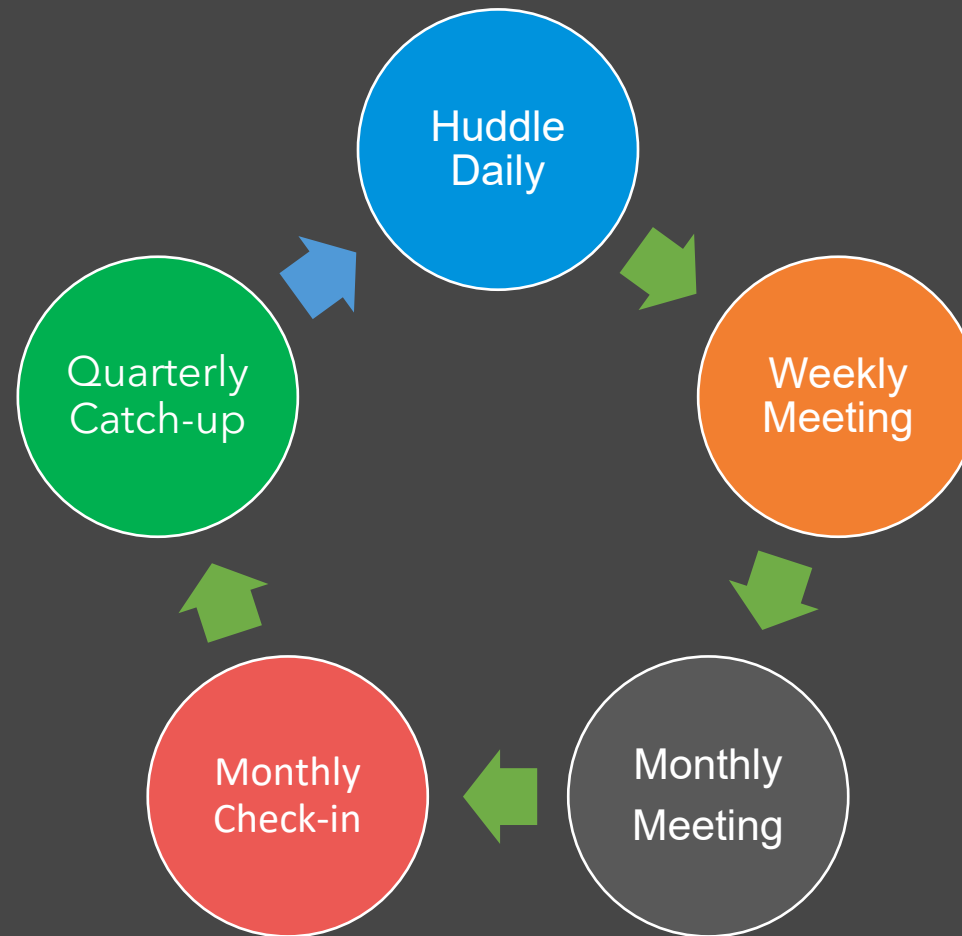 Huddle
Daily
Weekly
Meeting
Monthly
Meeting
Monthly
Check-in
Quarterly
Catch-up